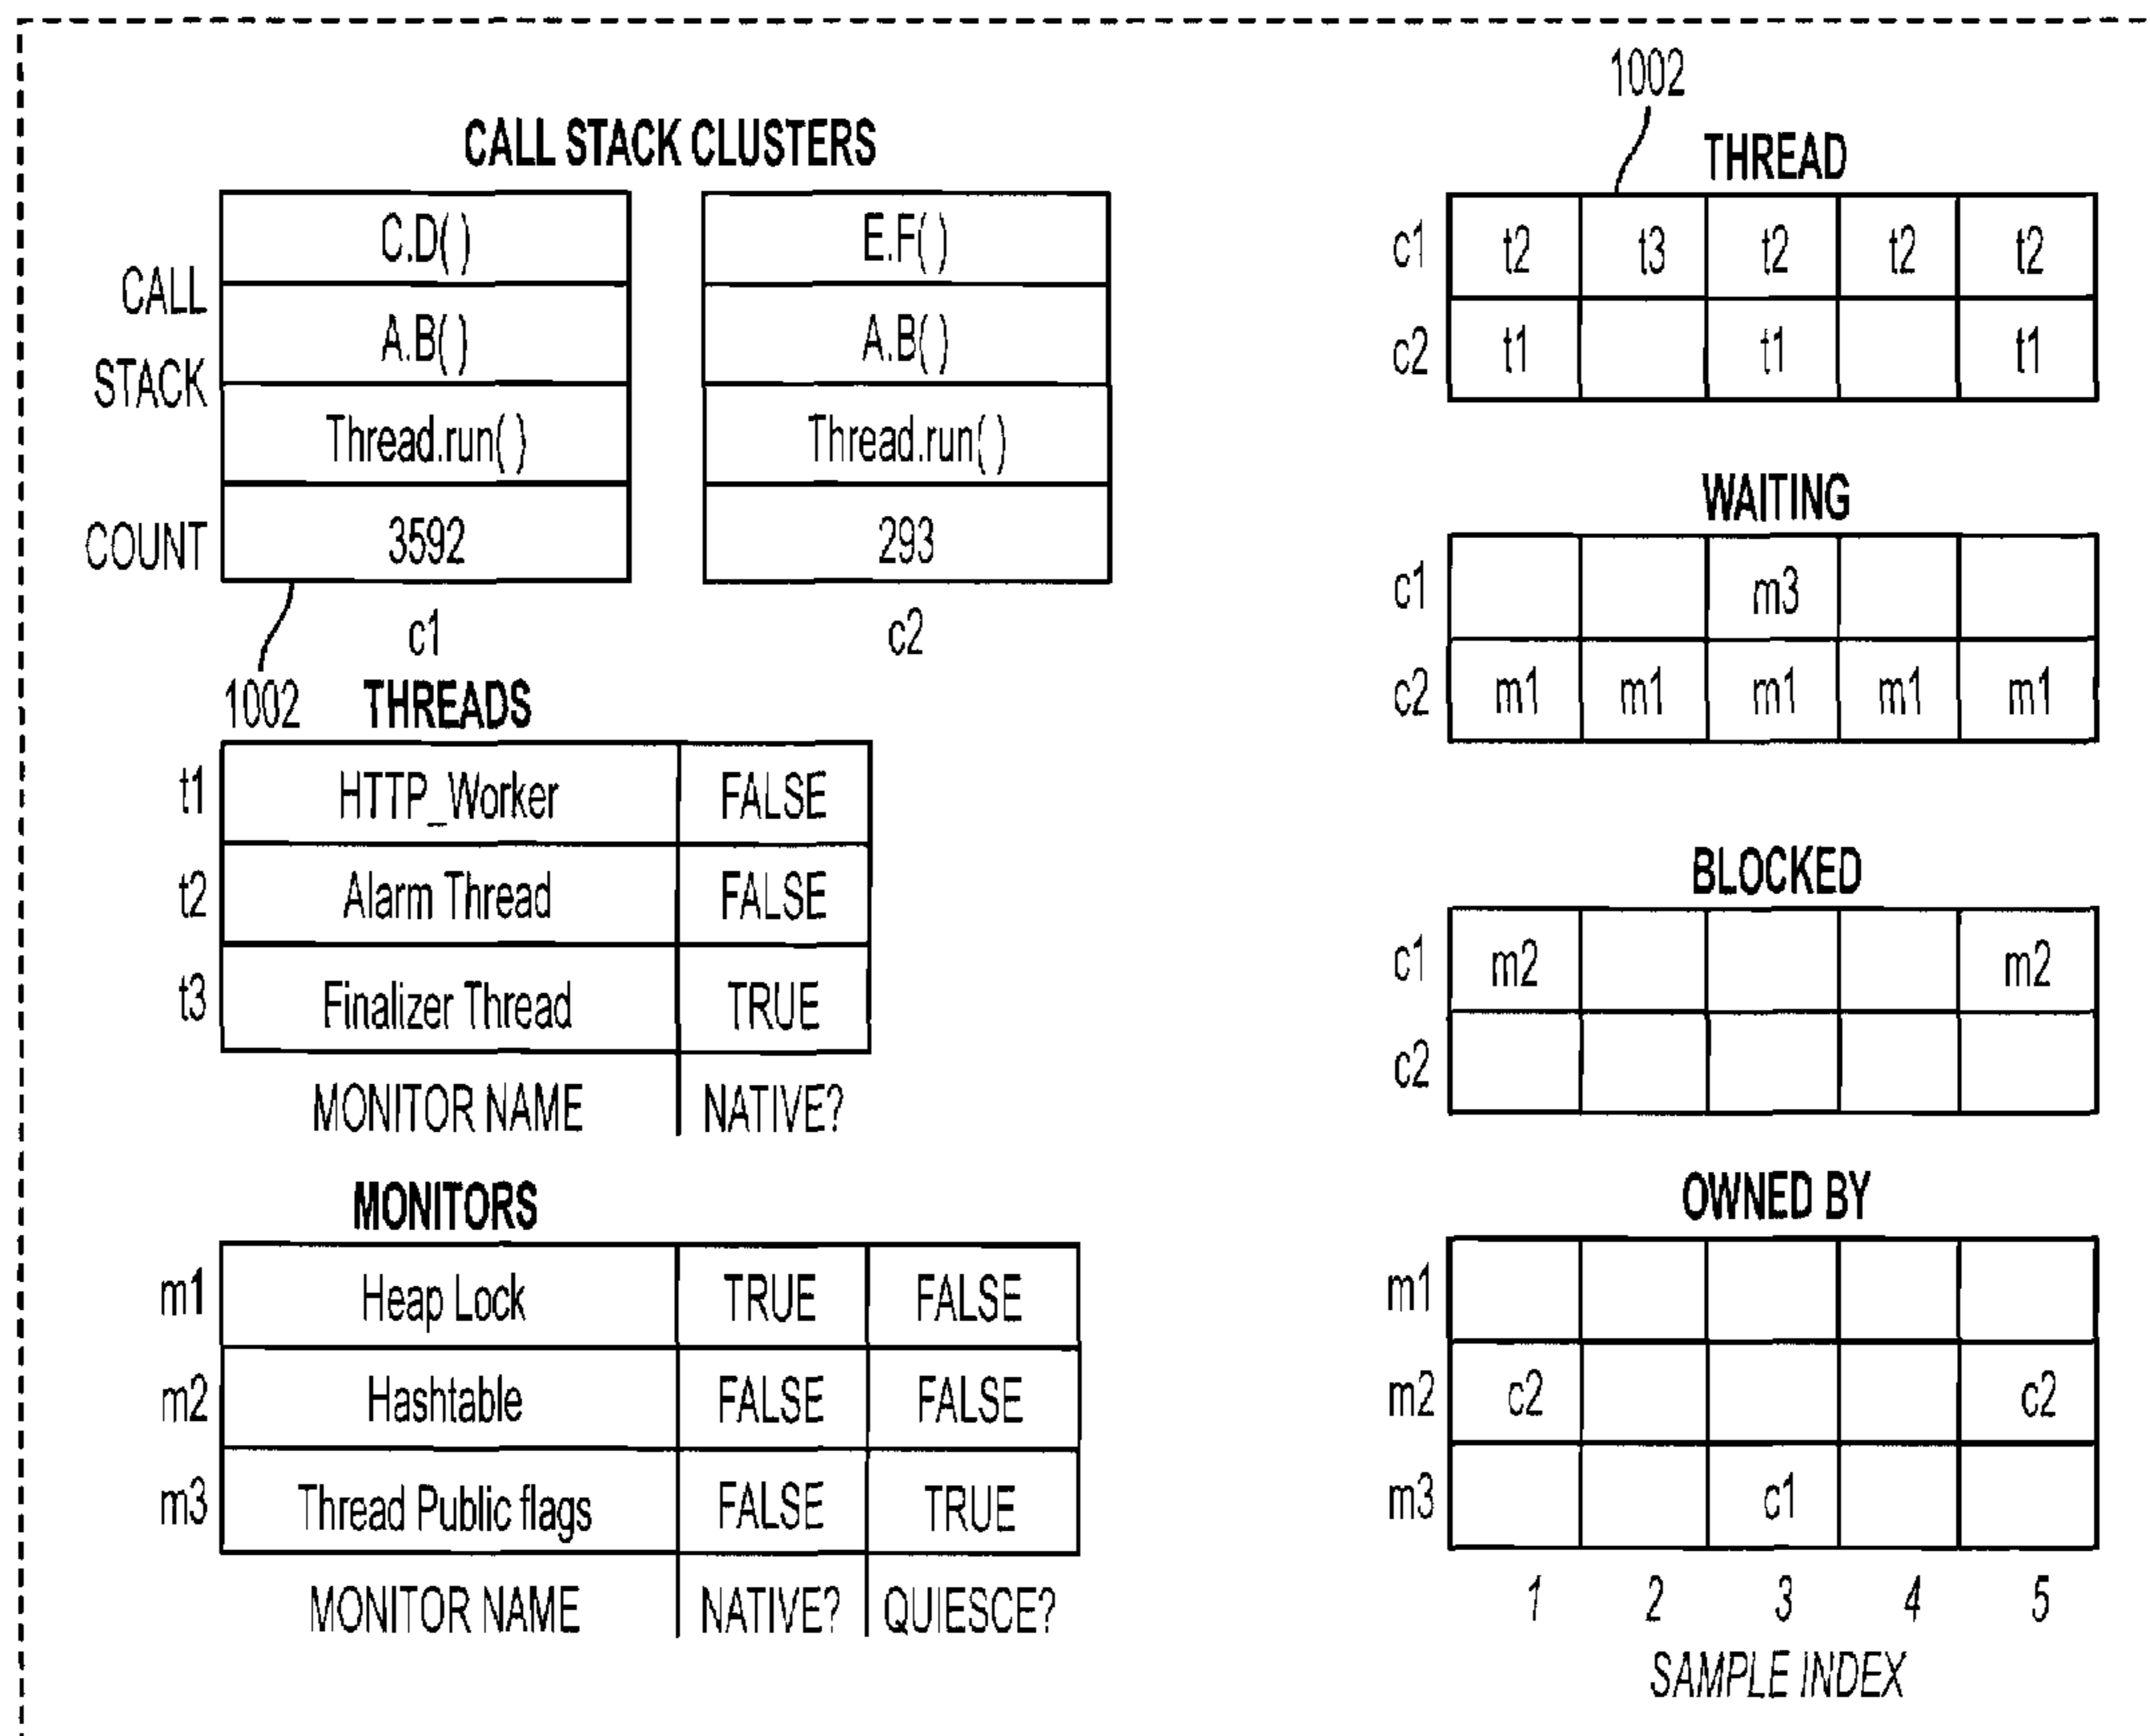 CALL STACK CLUSTERS
C.D( ) E.F( )
CALL
A.B( ) A.B( )
STACK
Thread.run( ) Thread.run( )
COUNT 3592 293
c1 c2
1002
THREADS
t1 HTTP_Worker FALSE
t2 Alarm Thread FALSE
t3 Finalizer Thread TRUE
MONITOR NAME NATIVE?
MONITORS
m1 Heap Lock TRUE FALSE
m2 Hashtable FALSE FALSE
m3 Thread Public flags FALSE TRUE
MONITOR NAME NATIVE? QUIESCE?
1002
THREAD
c1 t2 t3 t2 t2 t2
c2 t1 t1 t1
WAITING
c1 m3
c2 m1 m1 m1 m1 m1
BLOCKED
c1 m2 m2
c2
OWNED BY
m1
m2 c2 c2
m3 c1
1 2 3 4 5
SAMPLE INDEX